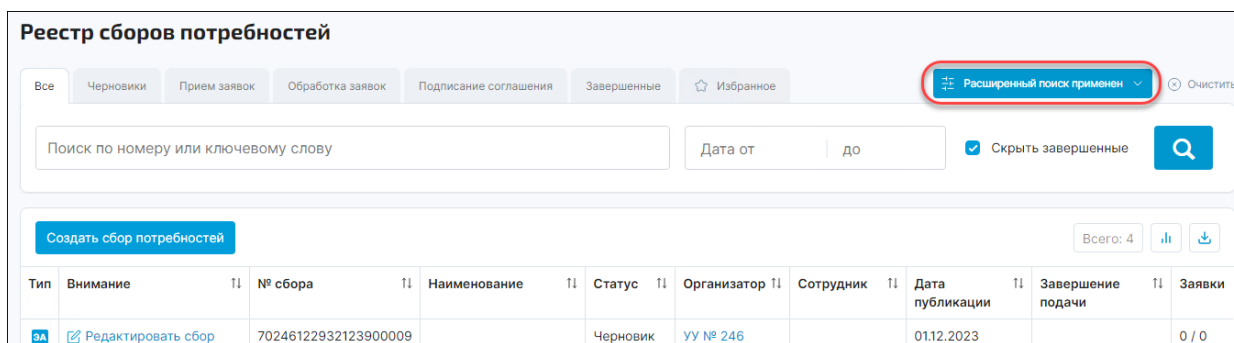 Реестр сборов потребностей
Все Черновики Прием заявок Обработка заявок Подписание соглашения Завершенные Избранное Расширенный поиск применен Очистить
Поиск по номеру или ключевому слову Дата от до Скрыть завершенные
Создать сбор потребностей Всего: 4
Тип Внимание № сбора Наименование Статус Организатор Сотрудник Дата публикации Завершение подачи Заявки
ЭА Редактировать сбор 70246122932123900009 Черновик УУ № 246 01.12.2023 0 / 0